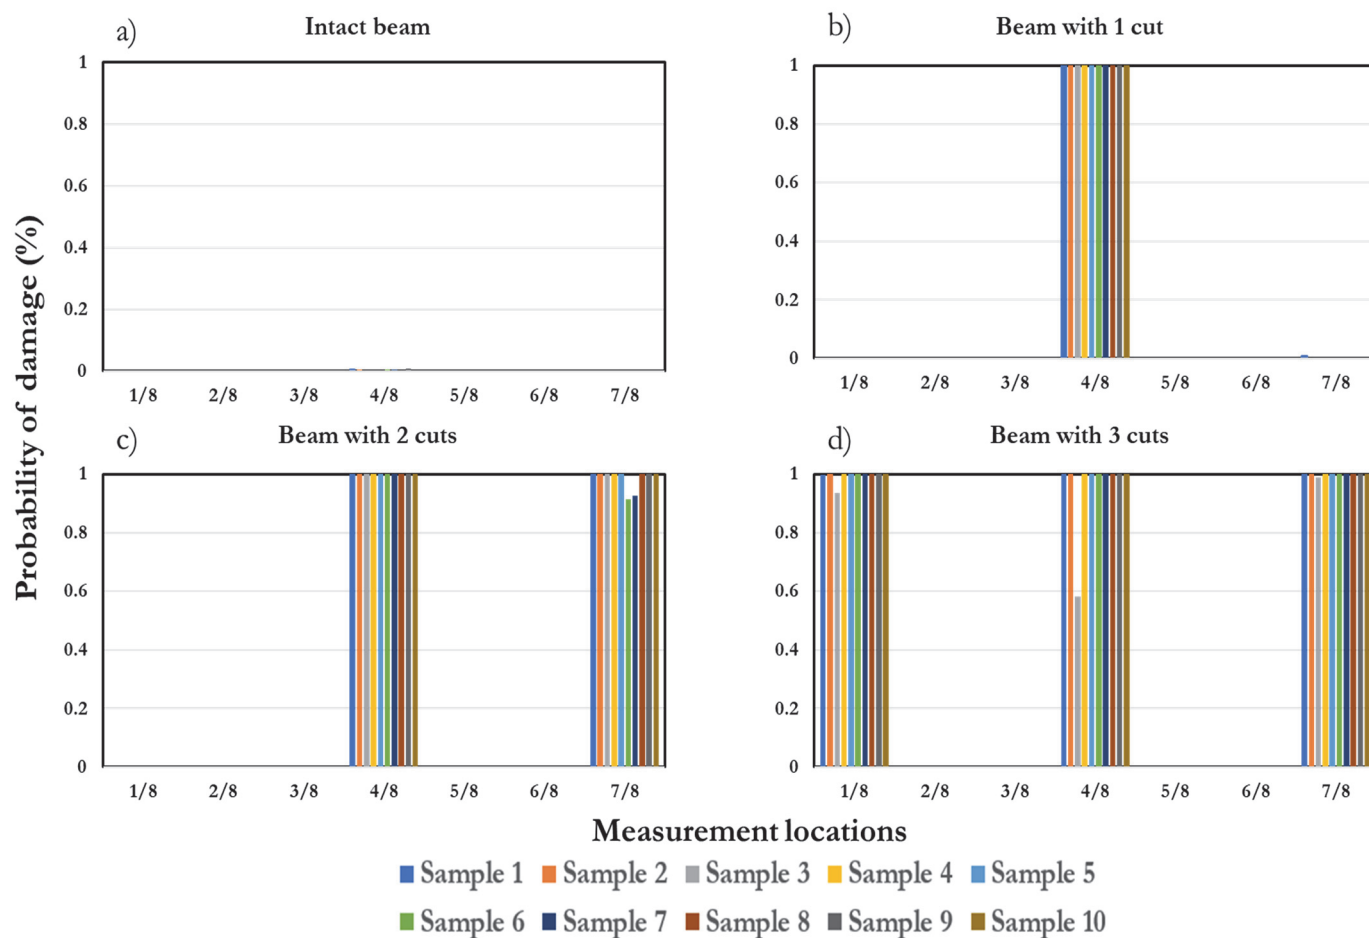 a) Intact beam
1
0.8
0.6
0.4
0.2
0
1/8 2/8 3/8 4/8 5/8 6/8 7/8
b) Beam with 1 cut
1
0.8
0.6
0.4
0.2
0
1/8 2/8 3/8 4/8 5/8 6/8 7/8
Probability of damage (%)
c) Beam with 2 cuts
1
0.8
0.6
0.4
0.2
0
1/8 2/8 3/8 4/8 5/8 6/8 7/8
d) Beam with 3 cuts
1
0.8
0.6
0.4
0.2
0
1/8 2/8 3/8 4/8 5/8 6/8 7/8
Measurement locations
Sample 1 Sample 2 Sample 3 Sample 4 Sample 5
Sample 6 Sample 7 Sample 8 Sample 9 Sample 10